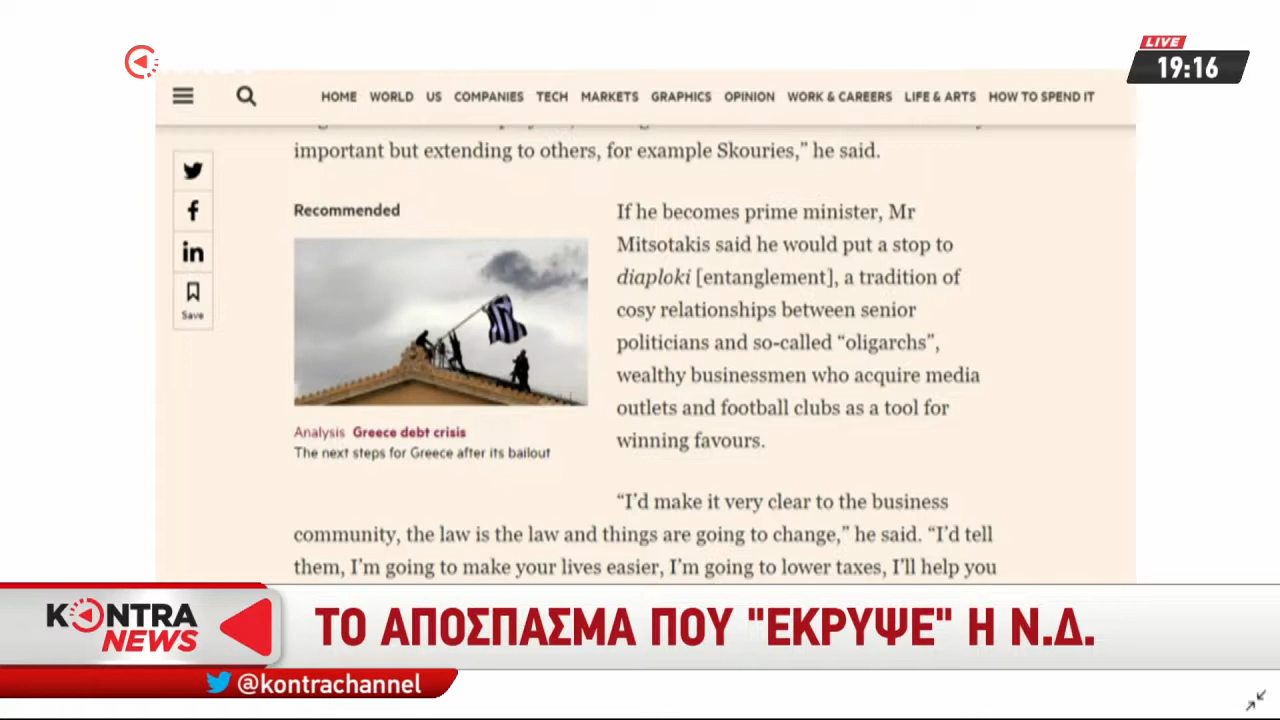 LIVE
19:16
HOME WORLD US COMPANIES TECH MARKETS GRAPHICS OPINION WORK & CAREERS LIFE & ARTS HOW TO SPEND IT
important but extending to others, for example Skouries,” he said.
Save
Recommended
Analysis Greece debt crisis
The next steps for Greece after its bailout
If he becomes prime minister, Mr
Mitsotakis said he would put a stop to
diaploki [entanglement], a tradition of
cosy relationships between senior
politicians and so-called “oligarchs”,
wealthy businessmen who acquire media
outlets and football clubs as a tool for
winning favours.
“I’d make it very clear to the business
community, the law is the law and things are going to change,” he said. “I’d tell
them, I’m going to make your lives easier, I’m going to lower taxes, I’ll help you
KONTRA
NEWS
ΤΟ ΑΠΟΣΠΑΣΜΑ ΠΟΥ "ΕΚΡΥΨΕ" Η Ν.Δ.
@kontrachannel